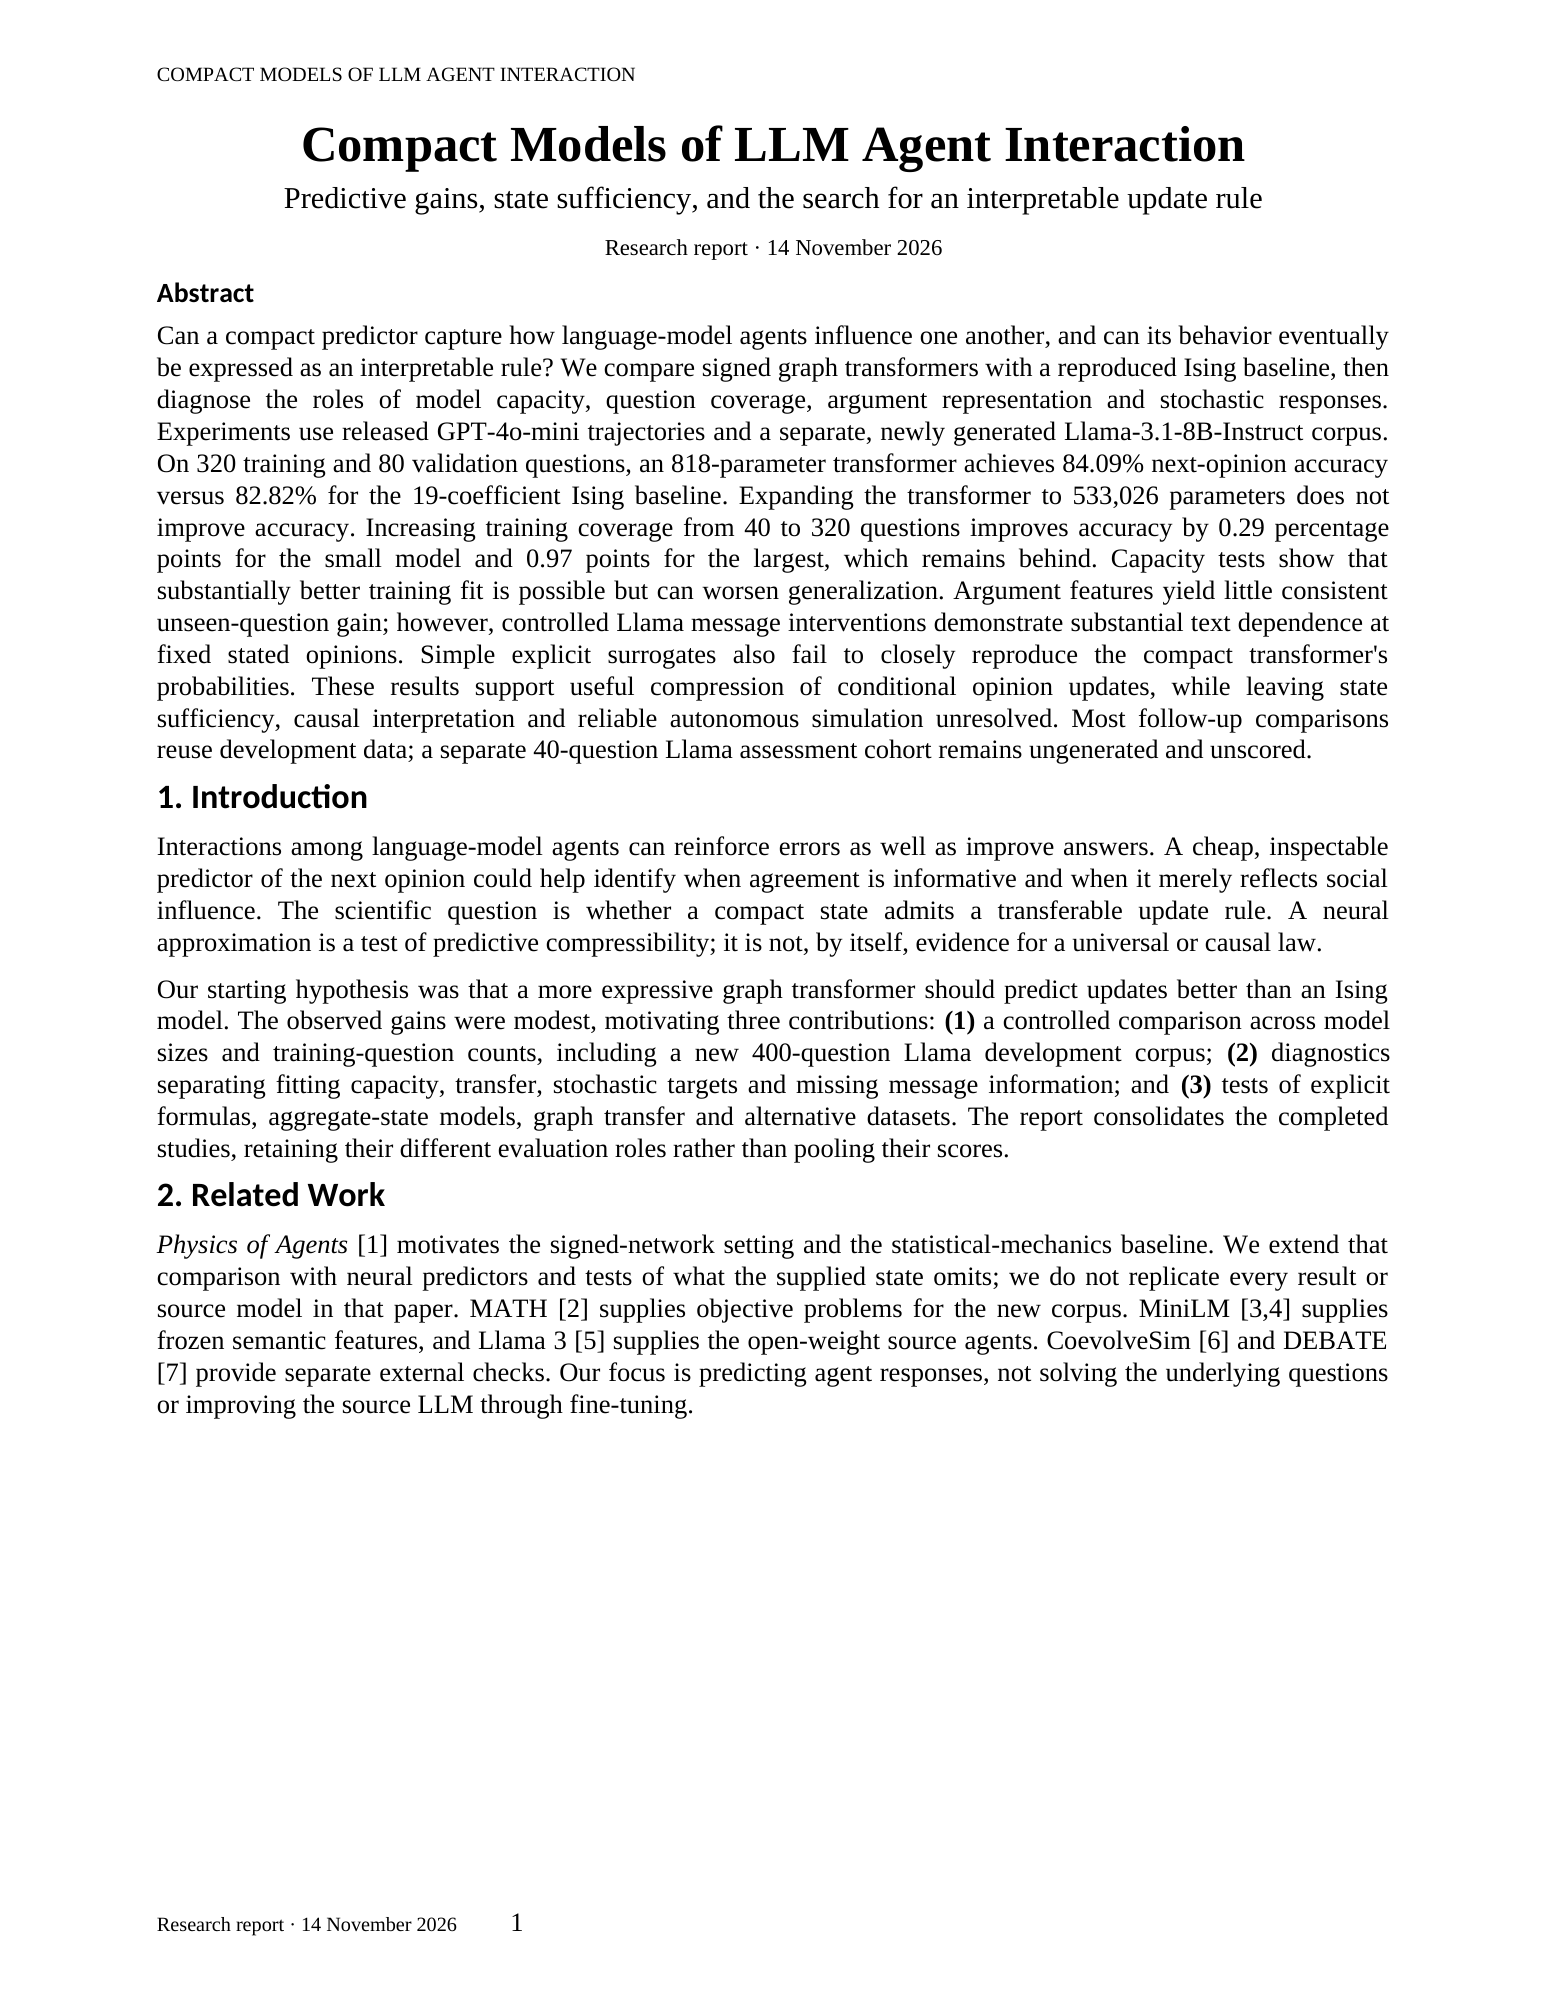 COMPACT MODELS OF LLM AGENT INTERACTION
Compact Models of LLM Agent Interaction
Predictive gains, state sufficiency, and the search for an interpretable update rule
Research report · 14 November 2026
Abstract
Can a compact predictor capture how language-model agents influence one another, and can its behavior eventually
be expressed as an interpretable rule? We compare signed graph transformers with a reproduced Ising baseline, then
diagnose the roles of model capacity, question coverage, argument representation and stochastic responses.
Experiments use released GPT-4o-mini trajectories and a separate, newly generated Llama-3.1-8B-Instruct corpus.
On 320 training and 80 validation questions, an 818-parameter transformer achieves 84.09% next-opinion accuracy
versus 82.82% for the 19-coefficient Ising baseline. Expanding the transformer to 533,026 parameters does not
improve accuracy. Increasing training coverage from 40 to 320 questions improves accuracy by 0.29 percentage
points for the small model and 0.97 points for the largest, which remains behind. Capacity tests show that
substantially better training fit is possible but can worsen generalization. Argument features yield little consistent
unseen-question gain; however, controlled Llama message interventions demonstrate substantial text dependence at
fixed stated opinions. Simple explicit surrogates also fail to closely reproduce the compact transformer's
probabilities. These results support useful compression of conditional opinion updates, while leaving state
sufficiency, causal interpretation and reliable autonomous simulation unresolved. Most follow-up comparisons
reuse development data; a separate 40-question Llama assessment cohort remains ungenerated and unscored.
1. Introduction
Interactions among language-model agents can reinforce errors as well as improve answers. A cheap, inspectable
predictor of the next opinion could help identify when agreement is informative and when it merely reflects social
influence. The scientific question is whether a compact state admits a transferable update rule. A neural
approximation is a test of predictive compressibility; it is not, by itself, evidence for a universal or causal law.
Our starting hypothesis was that a more expressive graph transformer should predict updates better than an Ising
model. The observed gains were modest, motivating three contributions: (1) a controlled comparison across model
sizes and training-question counts, including a new 400-question Llama development corpus; (2) diagnostics
separating fitting capacity, transfer, stochastic targets and missing message information; and (3) tests of explicit
formulas, aggregate-state models, graph transfer and alternative datasets. The report consolidates the completed
studies, retaining their different evaluation roles rather than pooling their scores.
2. Related Work
Physics of Agents [1] motivates the signed-network setting and the statistical-mechanics baseline. We extend that
comparison with neural predictors and tests of what the supplied state omits; we do not replicate every result or
source model in that paper. MATH [2] supplies objective problems for the new corpus. MiniLM [3,4] supplies
frozen semantic features, and Llama 3 [5] supplies the open-weight source agents. CoevolveSim [6] and DEBATE
[7] provide separate external checks. Our focus is predicting agent responses, not solving the underlying questions
or improving the source LLM through fine-tuning.
Research report · 14 November 2026 1